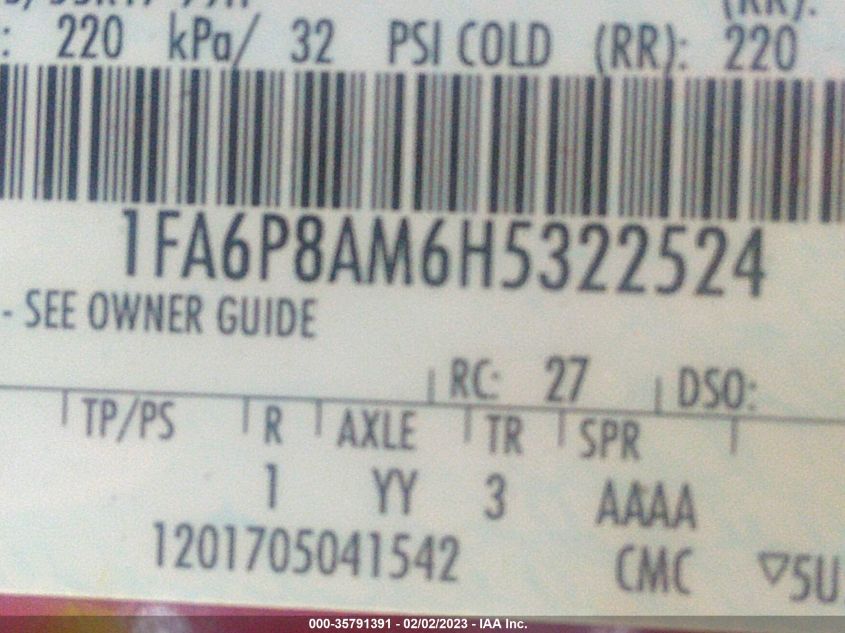 (RR):
: 220 kPa/ 32 PSI COLD (RR): 220
1FA6P8AM6H5322524
- SEE OWNER GUIDE
RC: 27 DSO:
TP/PS R AXLE TR SPR
1 YY 3 AAAA
1201705041542 CMC ▽5U
000-35791391 - 02/02/2023 - IAA Inc.